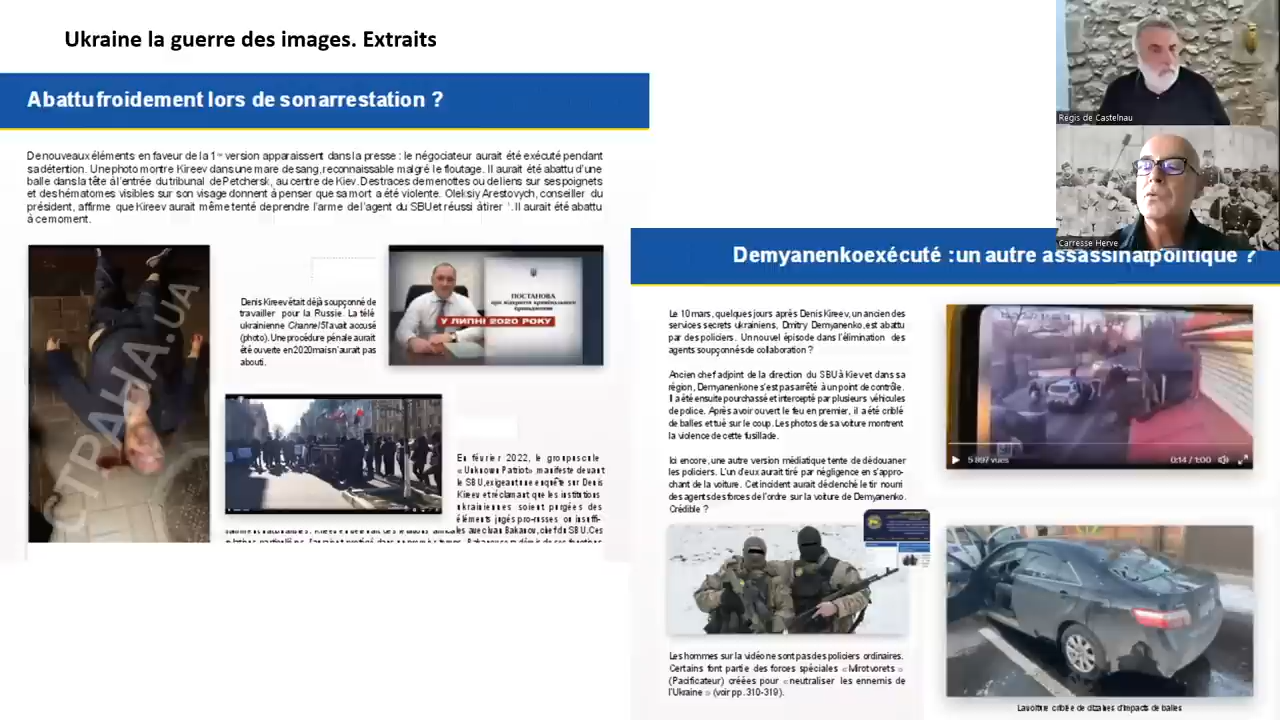 Ukraine la guerre des images. Extraits
Abattu froidement lors de son arrestation ?
De nouveaux éléments en faveur de la 1re version apparaissent dans la presse : le négociateur aurait été exécuté pendant
sa détention. Une photo montre Kireev dans une mare de sang, reconnaissable malgré le floutage. Il aurait été abattu d'une
balle dans la tête à l'entrée du tribunal de Petchersk, au centre de Kiev. Des traces de menottes ou de liens sur ses poignets
et des hématomes visibles sur son visage donnent à penser que sa mort a été violente. Oleksiy Arestovych, conseiller du
président, affirme que Kireev aurait même tenté de prendre l'arme de l'agent du SBU et réussi à tirer ¹. Il aurait été abattu
à ce moment.
СТРАНА.UA
Denis Kireev était déjà soupçonné de
travailler pour la Russie. La télé
ukrainienne Channel 5 l'avait accusé
(photo). Une procédure pénale aurait
été ouverte en 2020 mais n'aurait pas
abouti.
ПОСТАНОВА
про відкриття кримінального
провадження
У ЛИПНІ 2020 РОКУ
En février 2022, le groupuscule
« Unknown Patriot » manifeste devant
le SBU, exigeant une enquête sur Denis
Kireev et réclamant que les institutions
ukrainiennes soient purgées des
éléments jugés pro-russes ou insuffi-
Régis de Castelnau
Carresse Herve
Demyanenko exécuté : un autre assassinat politique ?
Le 10 mars, quelques jours après Denis Kireev, un ancien des
services secrets ukrainiens, Dmitry Demyanenko, est abattu
par des policiers. Un nouvel épisode dans l'élimination des
agents soupçonnés de collaboration ?
Ancien chef adjoint de la direction du SBU à Kiev et dans sa
région, Demyanenko ne s'est pas arrêté à un point de contrôle.
Il a été ensuite pourchassé et intercepté par plusieurs véhicules
de police. Après avoir ouvert le feu en premier, il a été criblé
de balles et tué sur le coup. Les photos de sa voiture montrent
la violence de cette fusillade.
Ici encore, une autre version médiatique tente de dédouaner
les policiers. L'un d'eux aurait tiré par négligence en s'appro-
chant de la voiture. Cet incident aurait déclenché le tir nourri
des agents des forces de l'ordre sur la voiture de Demyanenko.
Crédible ?
5 897 vues
0:14 / 1:00
Les hommes sur la vidéo ne sont pas des policiers ordinaires.
Certains font partie des forces spéciales « Mirotvorets »
(Pacificateur) créées pour « neutraliser les ennemis de
l'Ukraine » (voir pp. 310-319).
La voiture criblée de dizaines d'impacts de balles